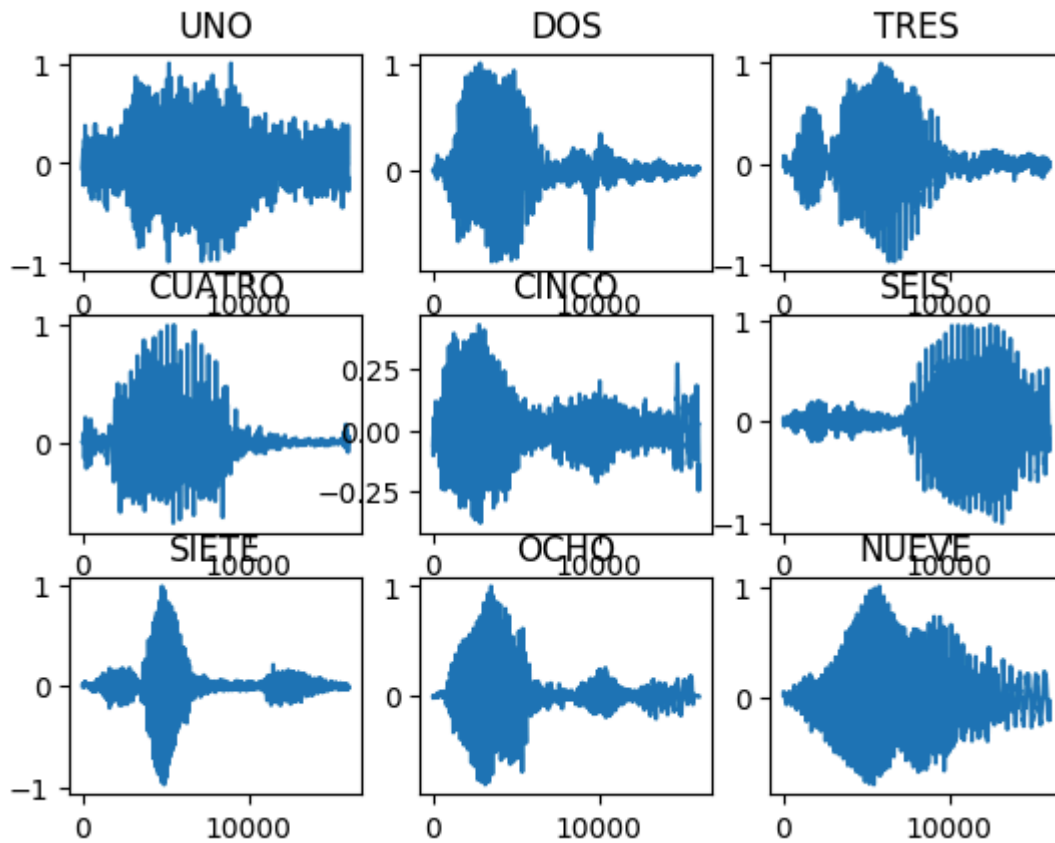 UNO DOS TRES
1 1 1
0 0 0
−1 −1
0 10000 0 10000 0 10000
CUATRO CINCO SEIS
1 0.25 1
0 0.00 0
−0.25 −1
0 10000 0 10000 0 10000
SIETE OCHO NUEVE
1 1 1
0 0 0
−1
0 10000 0 10000 0 10000